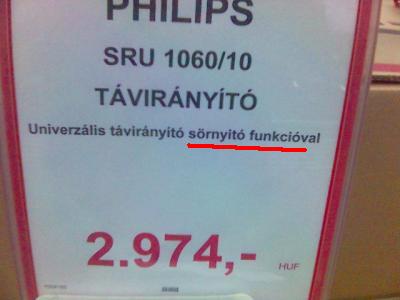 PHILIPS
SRU 1060/10
TÁVIRÁNYÍTÓ
Univerzális távirányító sörnyitó funkcióval
2.974,-
HUF